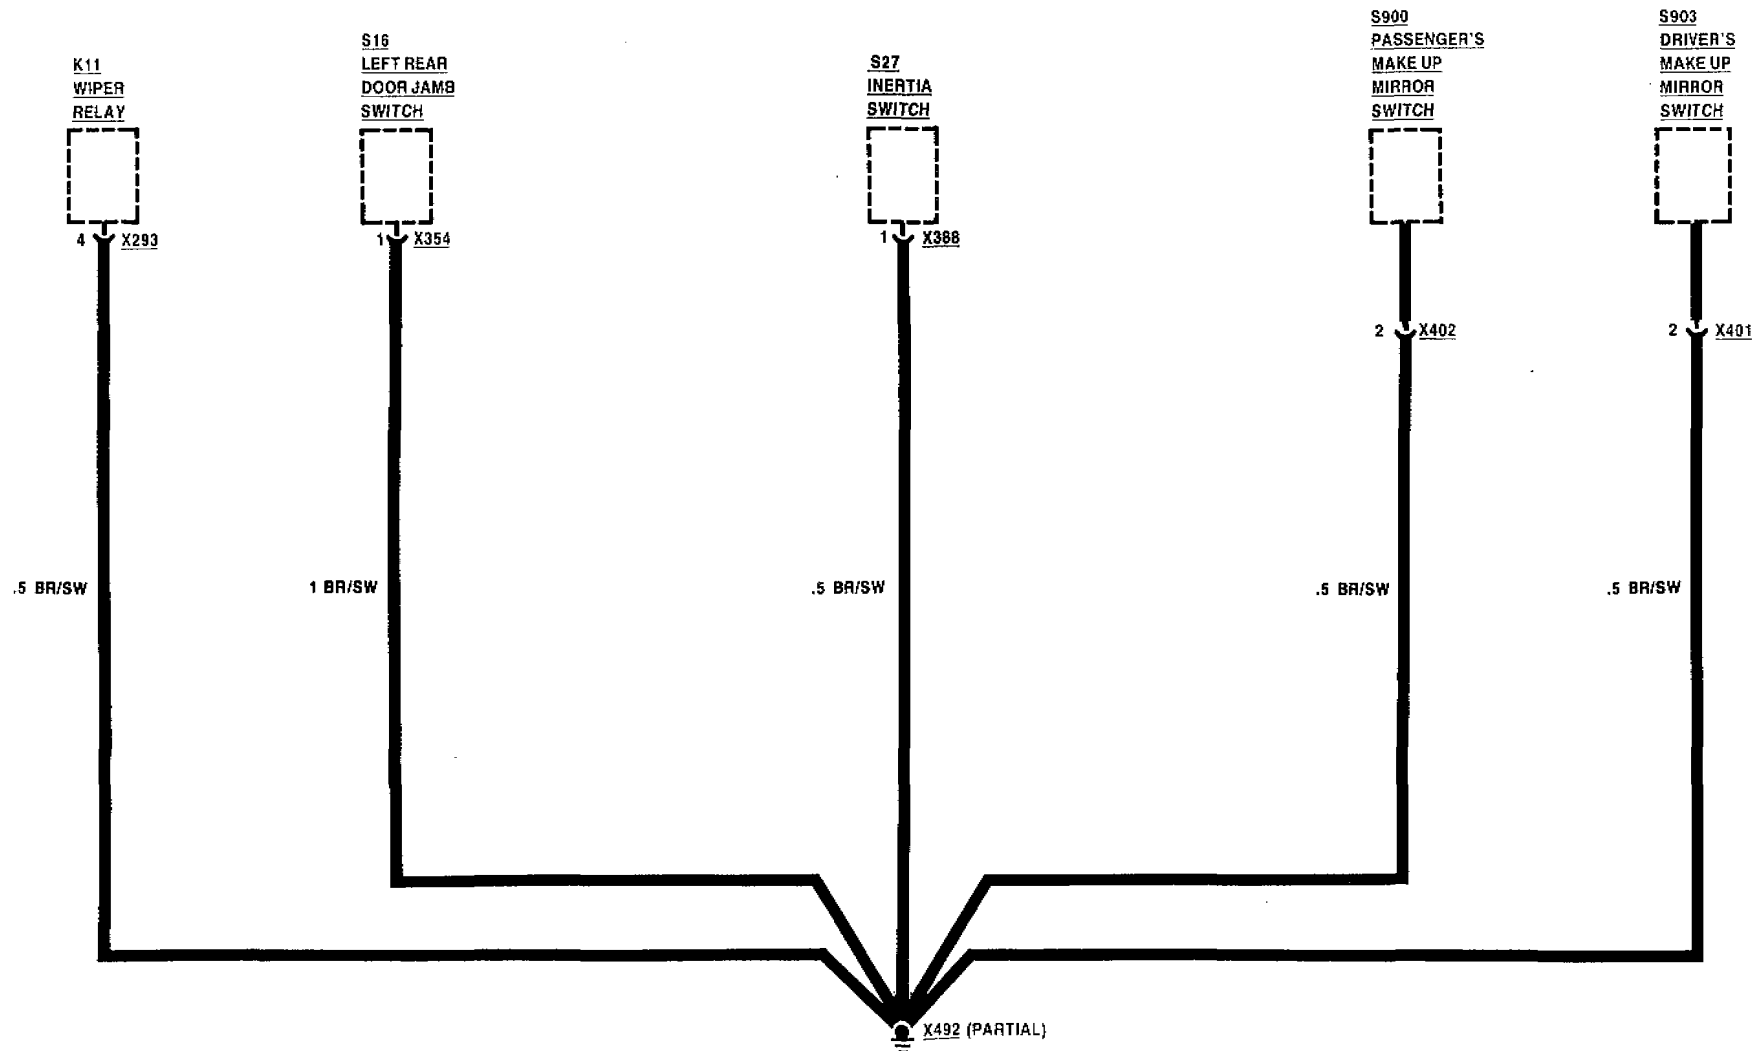 K11
WIPER
RELAY
S16
LEFT REAR
DOOR JAMB
SWITCH
S27
INERTIA
SWITCH
S900
PASSENGER'S
MAKE UP
MIRROR
SWITCH
S903
DRIVER'S
MAKE UP
MIRROR
SWITCH
4 X293
1 X354
1 X388
2 X402
2 X401
.5 BR/SW
1 BR/SW
.5 BR/SW
.5 BR/SW
.5 BR/SW
X492 (PARTIAL)